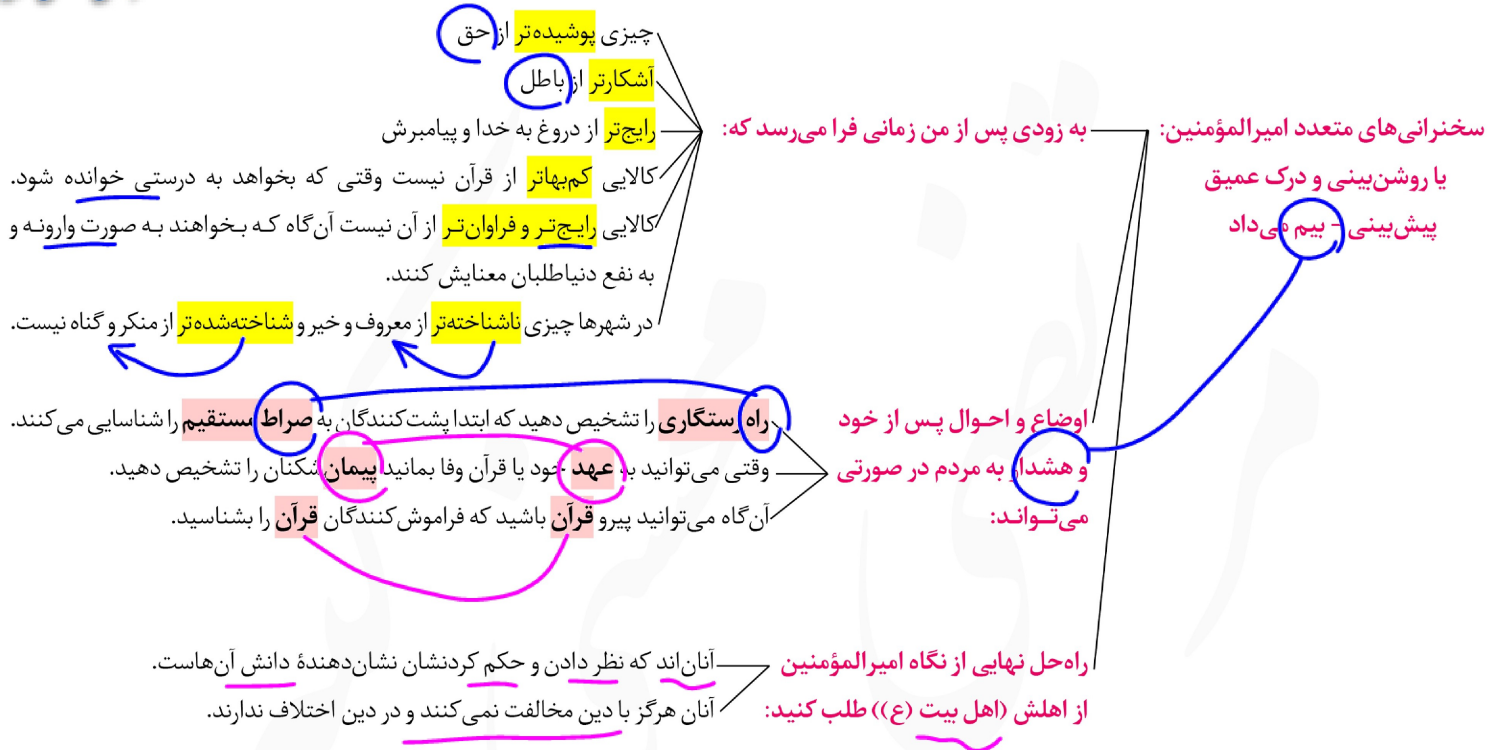 سخنرانی‌های متعدد امیرالمؤمنین:
یا روشن‌بینی و درک عمیق
پیش‌بینی - بیم می‌داد
به زودی پس از من زمانی فرا می‌رسد که:
چیزی پوشیده‌تر از حق
آشکارتر از باطل
رایج‌تر از دروغ به خدا و پیامبرش
کالایی کم‌بهاتر از قرآن نیست وقتی که بخواهد به درستی خوانده شود.
کالایی رایج‌تر و فراوان‌تر از آن نیست آن‌گاه که بخواهند به صورت وارونه و
به نفع دنیاطلبان معنایش کنند.
در شهرها چیزی ناشناخته‌تر از معروف و خیر و شناخته‌شده‌تر از منکر و گناه نیست.
اوضاع و احوال پس از خود
و هشدار به مردم در صورتی
می‌تواند:
راه رستگاری را تشخیص دهید که ابتدا پشت‌کنندگان به صراط مستقیم را شناسایی می‌کنند.
وقتی می‌توانید به عهد خود یا قرآن وفا بمانید پیمان‌شکنان را تشخیص دهید.
آن‌گاه می‌توانید پیرو قرآن باشید که فراموش‌کنندگان قرآن را بشناسید.
راه‌حل نهایی از نگاه امیرالمؤمنین
از اهلش (اهل بیت (ع)) طلب کنید:
آنان‌اند که نظر دادن و حکم کردنشان نشان‌دهندهٔ دانش آن‌هاست.
آنان هرگز با دین مخالفت نمی‌کنند و در دین اختلاف ندارند.